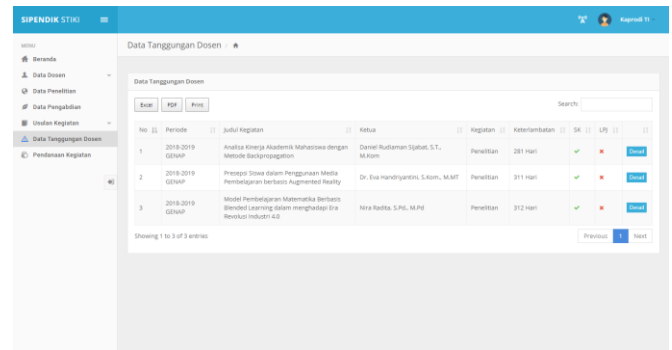 SIPENDIK STIKI
Kaprodi TI
MENU
Beranda
Data Dosen
Data Penelitian
Data Pengabdian
Usulan Kegiatan
Data Tanggungan Dosen
Pendanaan Kegiatan
Data Tanggungan Dosen /
Data Tanggungan Dosen
Excel PDF Print
Search:
No Periode Judul Kegiatan Ketua Kegiatan Keterlambatan SK LPJ
1 2018-2019 GENAP Analisa Kinerja Akademik Mahasiswa dengan Metode Backpropagation Daniel Rudiaman Sijabat, S.T., M.Kom Penelitian 281 Hari Detail
2 2018-2019 GENAP Presepsi Siswa dalam Penggunaan Media Pembelajaran berbasis Augmented Reality Dr. Eva Handriyantini, S.Kom., M.MT Penelitian 311 Hari Detail
3 2018-2019 GENAP Model Pembelajaran Matematika Berbasis Blended Learning dalam menghadapi Era Revolusi Industri 4.0 Nira Radita, S.Pd., M.Pd Penelitian 312 Hari Detail
Showing 1 to 3 of 3 entries
Previous 1 Next